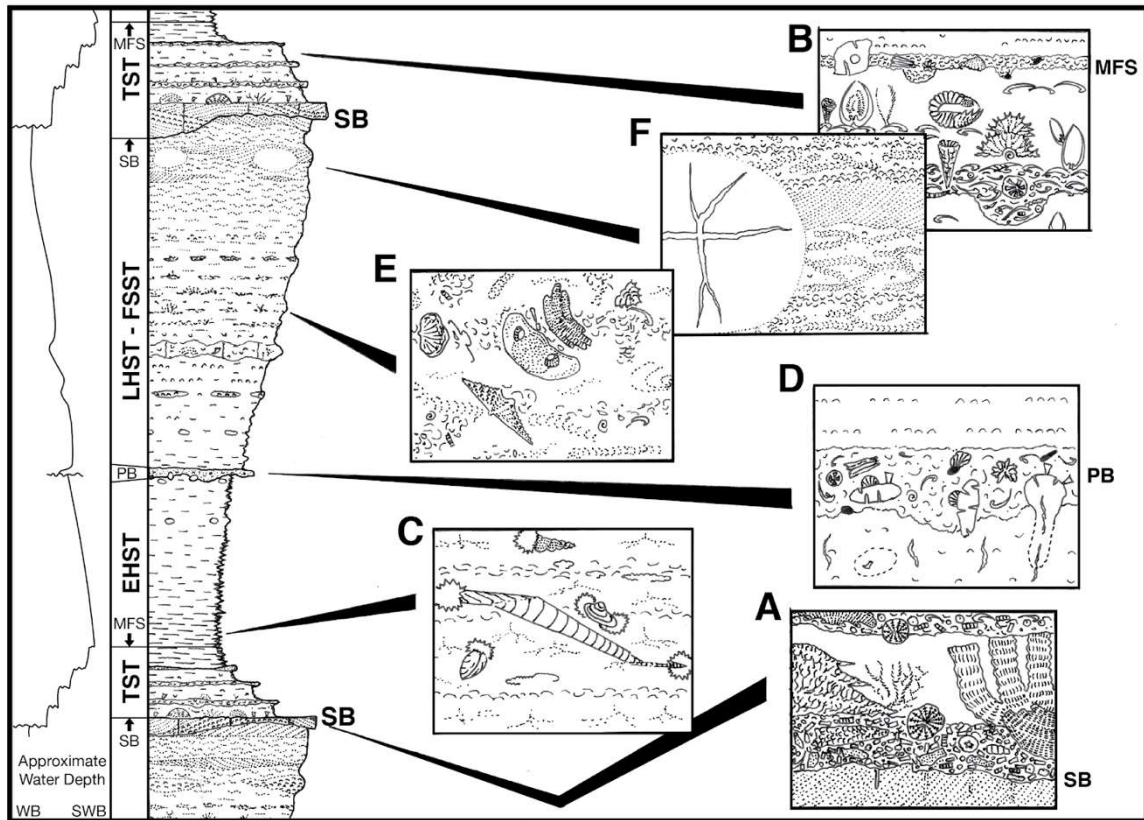 MFS
TST
SB
SB
LHST - FSST
PB
EHST
MFS
TST
SB
SB
Approximate
Water Depth
WB SWB
B
MFS
F
E
D
PB
C
A
SB